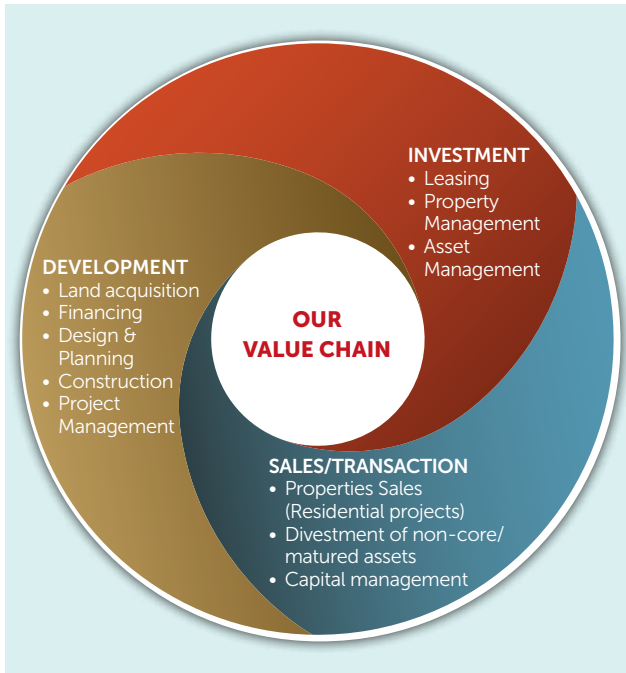 INVESTMENT
• Leasing
• Property
Management
• Asset
Management
DEVELOPMENT
• Land acquisition
• Financing
• Design &
Planning
• Construction
• Project
Management
OUR
VALUE CHAIN
SALES/TRANSACTION
• Properties Sales
(Residential projects)
• Divestment of non-core/
matured assets
• Capital management